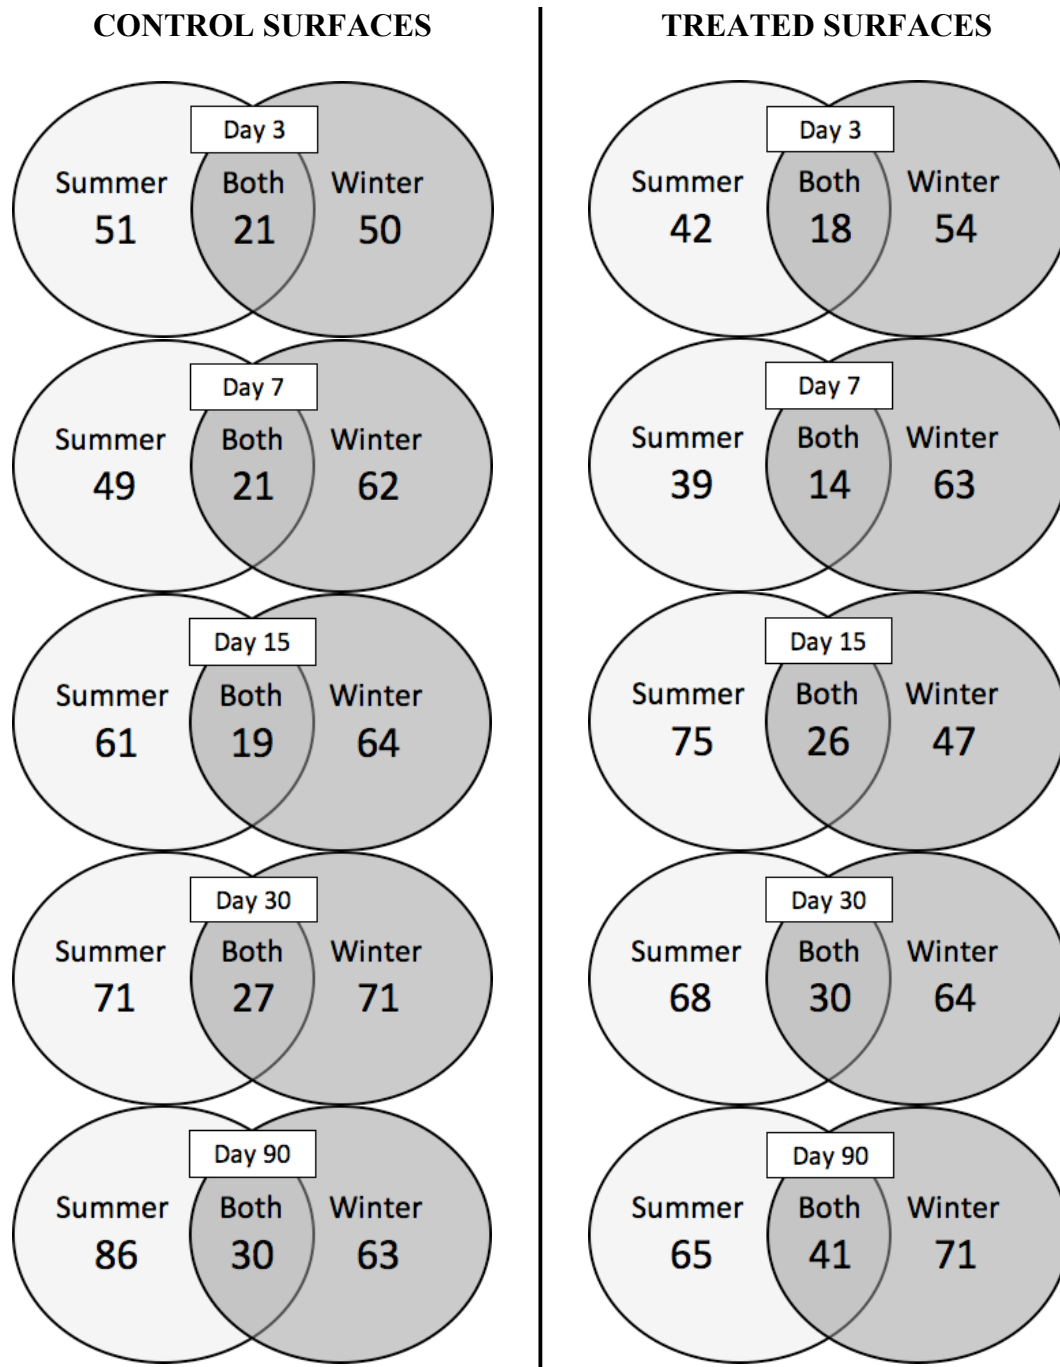 CONTROL SURFACES
Day 3
Summer Both Winter
51 21 50
Day 7
Summer Both Winter
49 21 62
Day 15
Summer Both Winter
61 19 64
Day 30
Summer Both Winter
71 27 71
Day 90
Summer Both Winter
86 30 63
TREATED SURFACES
Day 3
Summer Both Winter
42 18 54
Day 7
Summer Both Winter
39 14 63
Day 15
Summer Both Winter
75 26 47
Day 30
Summer Both Winter
68 30 64
Day 90
Summer Both Winter
65 41 71